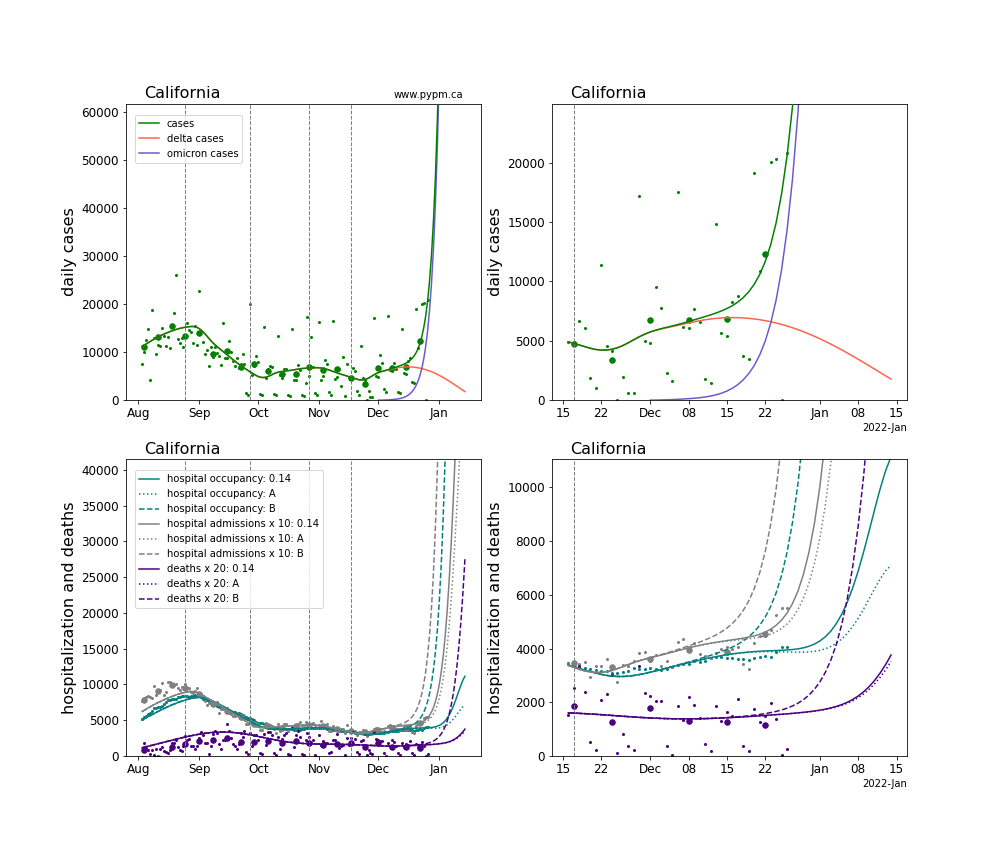 California
www.pypm.ca
daily cases
60000
50000
40000
30000
20000
10000
0
cases
delta cases
omicron cases
Aug Sep Oct Nov Dec Jan
California
daily cases
20000
15000
10000
5000
0
15 22 Dec 08 15 22 Jan 08 15
2022-Jan
California
hospitalization and deaths
40000
35000
30000
25000
20000
15000
10000
5000
0
hospital occupancy: 0.14
hospital occupancy: A
hospital occupancy: B
hospital admissions x 10: 0.14
hospital admissions x 10: A
hospital admissions x 10: B
deaths x 20: 0.14
deaths x 20: A
deaths x 20: B
Aug Sep Oct Nov Dec Jan
California
hospitalization and deaths
10000
8000
6000
4000
2000
0
15 22 Dec 08 15 22 Jan 08 15
2022-Jan